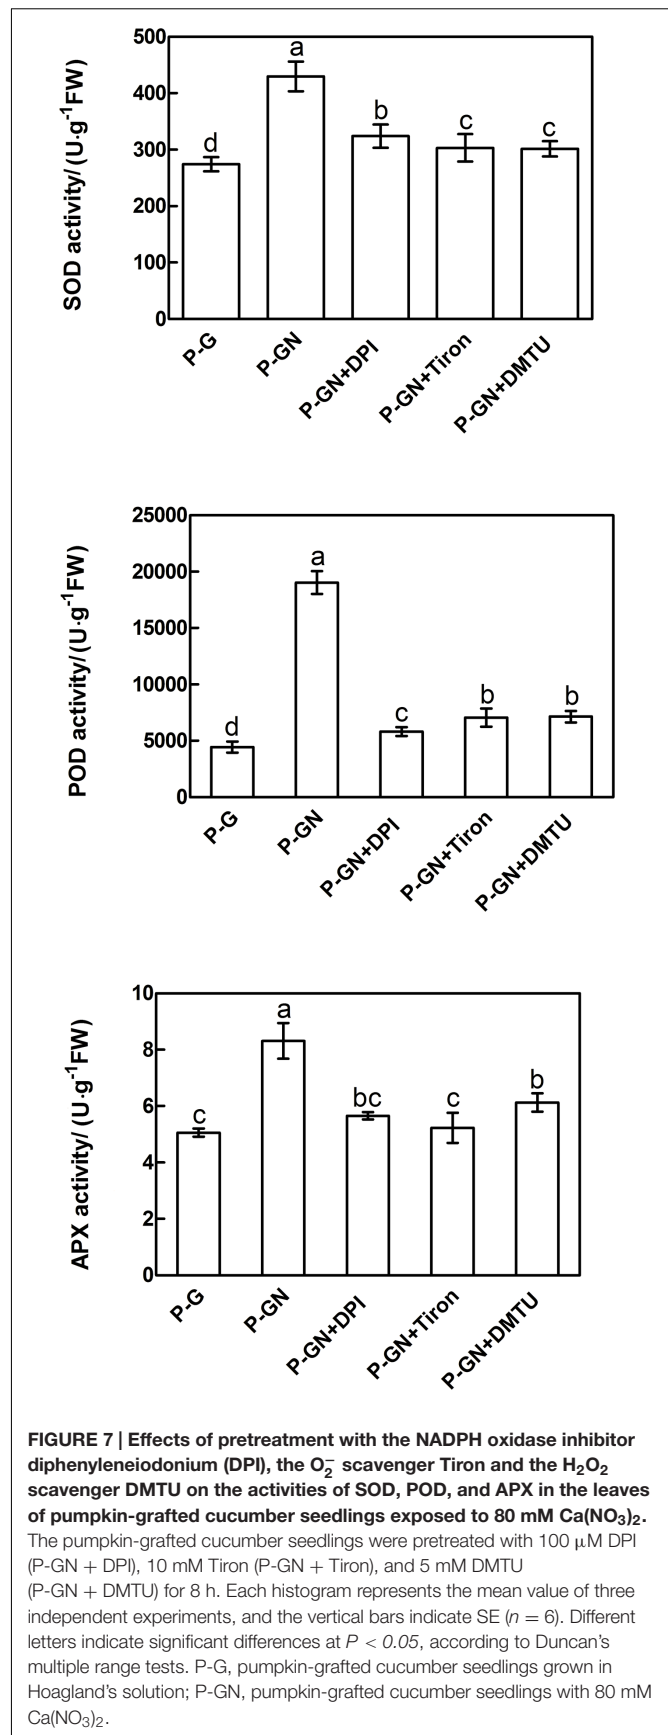 500
400
300
200
100
0
SOD activity/ (U·g⁻¹FW)
d
a
b
c
c
P-G
P-GN
P-GN+DPI
P-GN+Tiron
P-GN+DMTU
25000
20000
15000
10000
5000
0
POD activity/ (U·g⁻¹FW)
d
a
c
b
b
P-G
P-GN
P-GN+DPI
P-GN+Tiron
P-GN+DMTU
10
8
6
4
2
0
APX activity/ (U·g⁻¹FW)
c
a
bc
c
b
P-G
P-GN
P-GN+DPI
P-GN+Tiron
P-GN+DMTU
FIGURE 7 | Effects of pretreatment with the NADPH oxidase inhibitor
diphenyleneiodonium (DPI), the O₂⁻ scavenger Tiron and the H₂O₂
scavenger DMTU on the activities of SOD, POD, and APX in the leaves
of pumpkin-grafted cucumber seedlings exposed to 80 mM Ca(NO₃)₂.
The pumpkin-grafted cucumber seedlings were pretreated with 100 μM DPI
(P-GN + DPI), 10 mM Tiron (P-GN + Tiron), and 5 mM DMTU
(P-GN + DMTU) for 8 h. Each histogram represents the mean value of three
independent experiments, and the vertical bars indicate SE (n = 6). Different
letters indicate significant differences at P < 0.05, according to Duncan's
multiple range tests. P-G, pumpkin-grafted cucumber seedlings grown in
Hoagland's solution; P-GN, pumpkin-grafted cucumber seedlings with 80 mM
Ca(NO₃)₂.